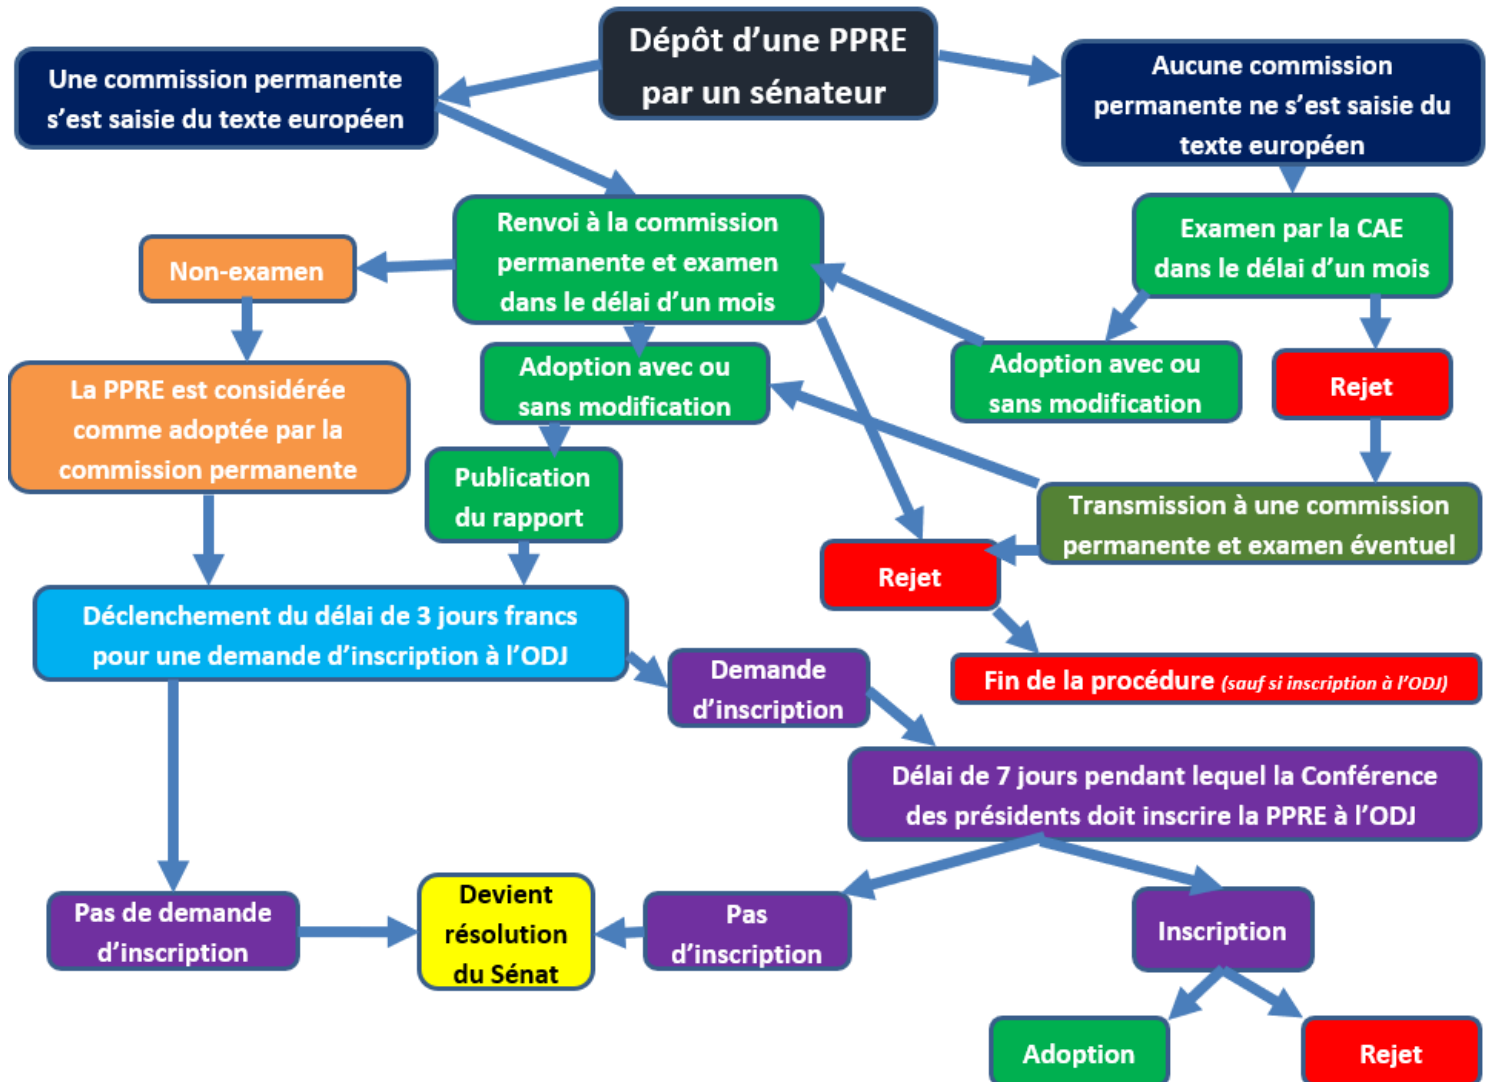 Dépôt d’une PPRE
par un sénateur
Une commission permanente
s’est saisie du texte européen
Aucune commission
permanente ne s’est saisie du
texte européen
Renvoi à la commission
permanente et examen
dans le délai d’un mois
Examen par la CAE
dans le délai d’un mois
Non-examen
Adoption avec ou
sans modification
Adoption avec ou
sans modification
Rejet
La PPRE est considérée
comme adoptée par la
commission permanente
Publication
du rapport
Transmission à une commission
permanente et examen éventuel
Rejet
Déclenchement du délai de 3 jours francs
pour une demande d’inscription à l’ODJ
Demande
d’inscription
Fin de la procédure (sauf si inscription à l’ODJ)
Délai de 7 jours pendant lequel la Conférence
des présidents doit inscrire la PPRE à l’ODJ
Pas de demande
d’inscription
Devient
résolution
du Sénat
Pas
d’inscription
Inscription
Adoption
Rejet